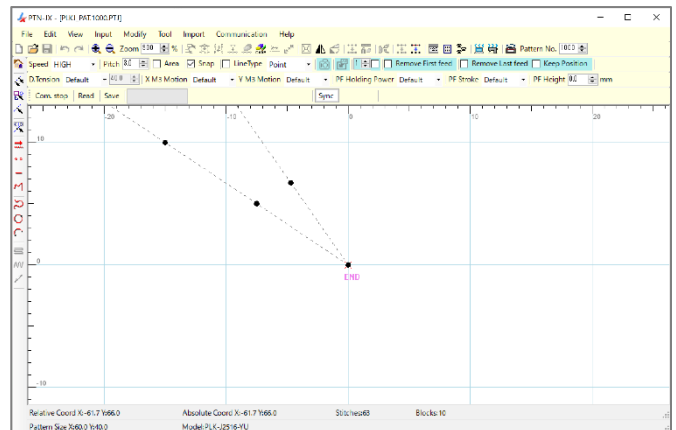 PTN-IX - [PLKJ PAT1000.PTJ]
File Edit View Input Modify Tool Import Communication Help
Zoom 800 % Pattern No. 1000
Speed HIGH Pitch 3.0 Area Snap LineType Point Remove First feed Remove Last feed Keep Position
D.Tension Default X M3 Motion Default Y M3 Motion Default PF Holding Power Default PF Stroke Default PF Height 0.0 mm
Com. stop Read Save Sync
-20 -10 0 10 20
10
0
END
-10
Relative Coord X:-61.7 Y:66.0 Absolute Coord X:-61.7 Y:66.0 Stitches:63 Blocks:10
Pattern Size X:60.0 Y:40.0 Model:PLK-J2516-YU